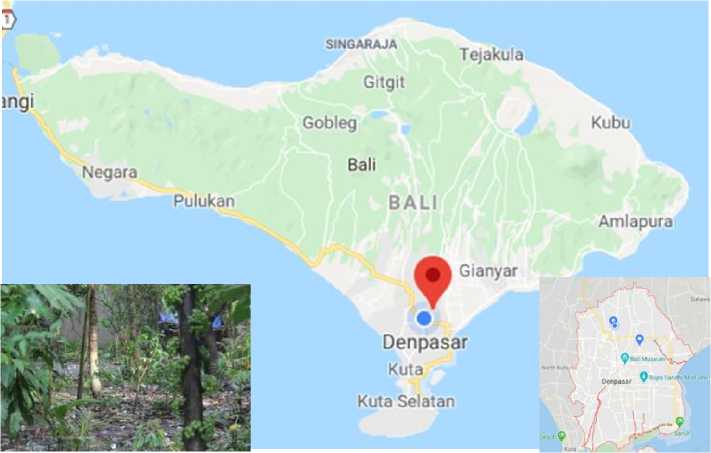 1
SINGARAJA
Tejakula
Gitgit
angi
Gobleg
Kubu
Bali
Negara
Pulukan
BALI
Amlapura
Gianyar
Denpasar
Kuta
Kuta Selatan
Bali Museum
Denpasar
Kuta